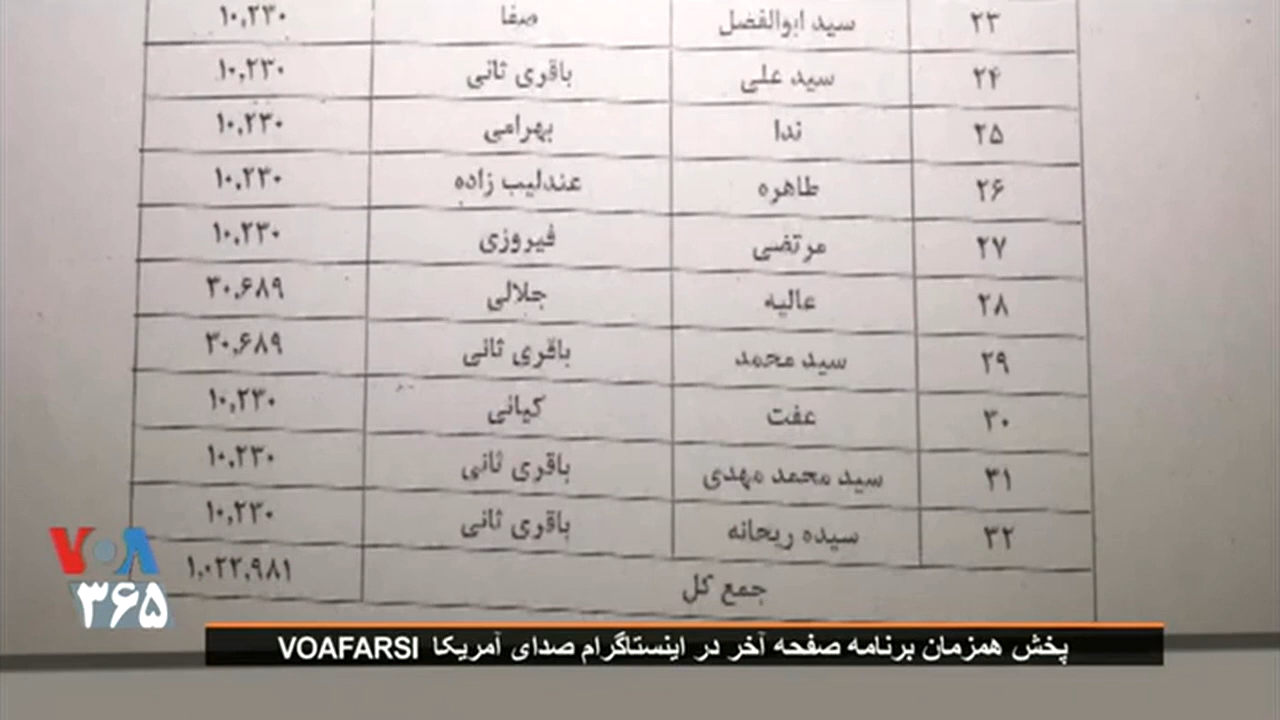 ۲۳ سید ابوالفضل صفا ۱۰,۲۳۰
۲۴ سید علی باقری ثانی ۱۰,۲۳۰
۲۵ ندا بهرامی ۱۰,۲۳۰
۲۶ طاهره عندلیب زاده ۱۰,۲۳۰
۲۷ مرتضی فیروزی ۱۰,۲۳۰
۲۸ عالیه جلالی ۳۰,۶۸۹
۲۹ سید محمد باقری ثانی ۳۰,۶۸۹
۳۰ عفت کیانی ۱۰,۲۳۰
۳۱ سید محمد مهدی باقری ثانی ۱۰,۲۳۰
۳۲ سیده ریحانه باقری ثانی ۱۰,۲۳۰
جمع کل ۱,۰۲۲,۹۸۱
VOA
۳۶۵
پخش همزمان برنامه صفحه آخر در اینستاگرام صدای آمریکا VOAFARSI